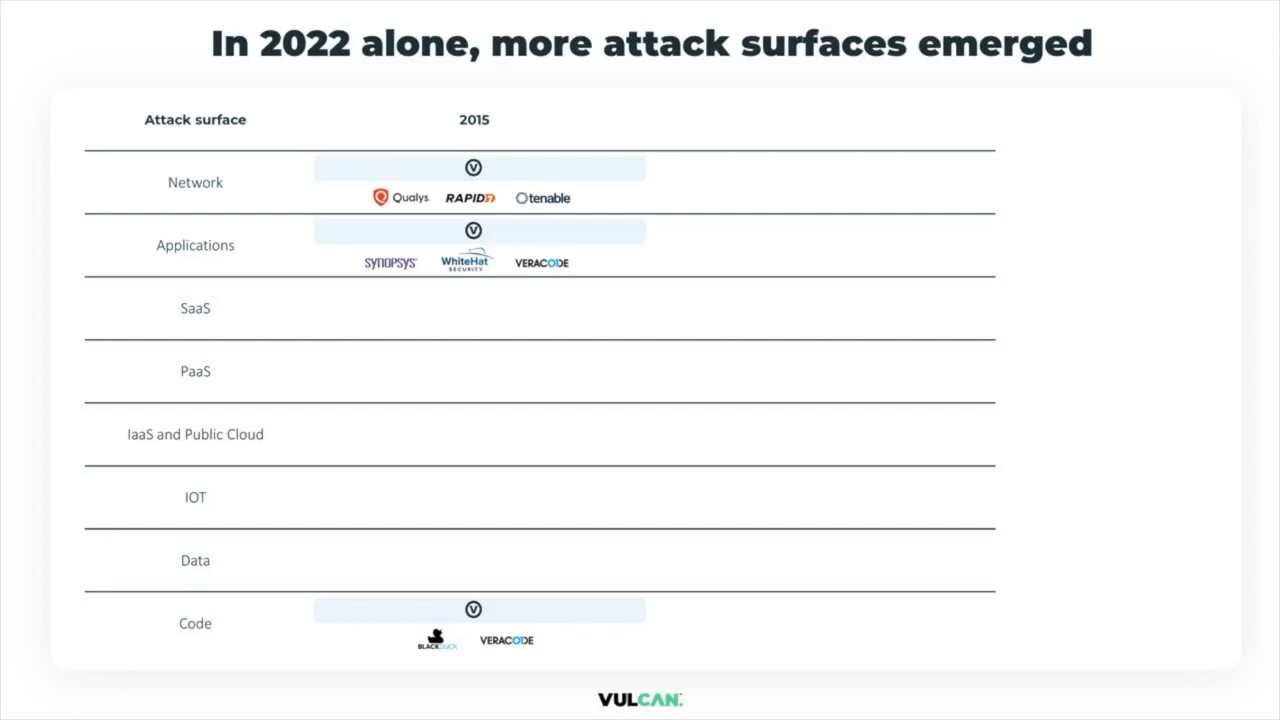 In 2022 alone, more attack surfaces emerged
Attack surface 2015
V
Network
Qualys. RAPID7 tenable
V
Applications
SYNOPSYS WhiteHat SECURITY. VERACODE
SaaS
PaaS
IaaS and Public Cloud
IOT
Data
V
Code
BLACKDUCK VERACODE
VULCAN.